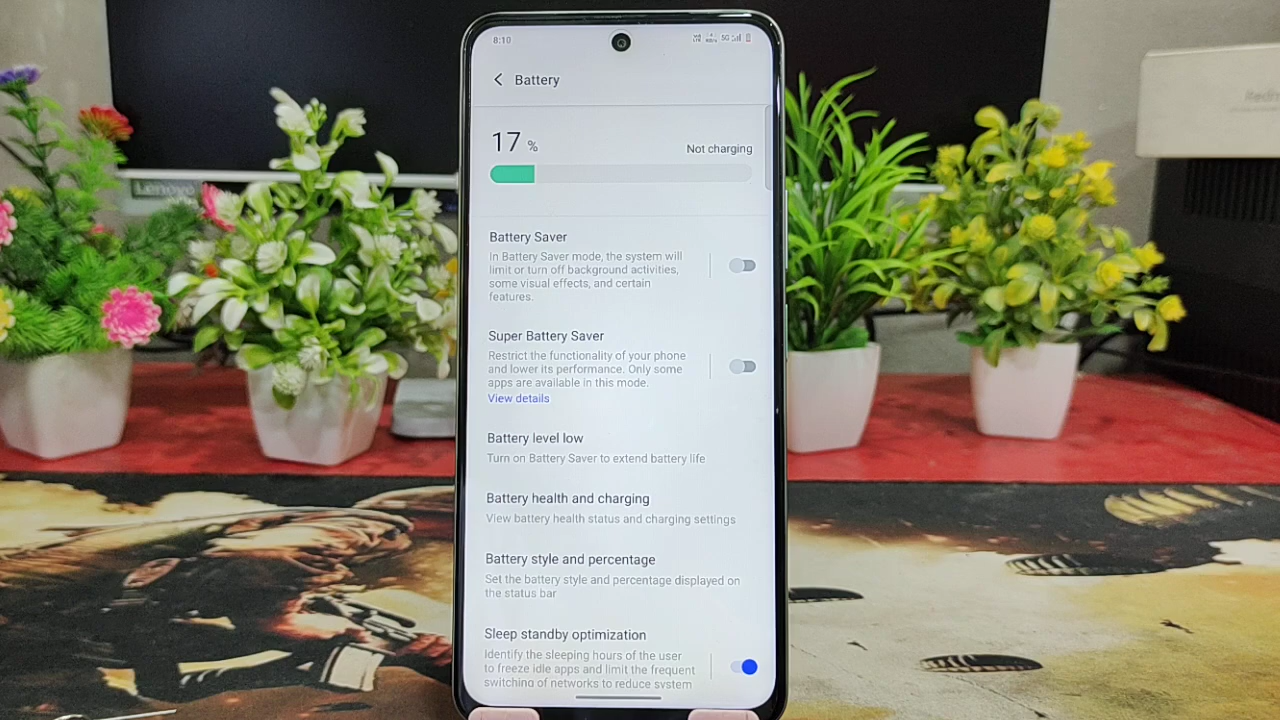 8:10
5G
Battery
17 %
Not charging
Battery Saver
In Battery Saver mode, the system will
limit or turn off background activities,
some visual effects, and certain
features.
Super Battery Saver
Restrict the functionality of your phone
and lower its performance. Only some
apps are available in this mode.
View details
Battery level low
Turn on Battery Saver to extend battery life
Battery health and charging
View battery health status and charging settings
Battery style and percentage
Set the battery style and percentage displayed on
the status bar
Sleep standby optimization
Identify the sleeping hours of the user
to freeze idle apps and limit the frequent
switching of networks to reduce system
Lenovo